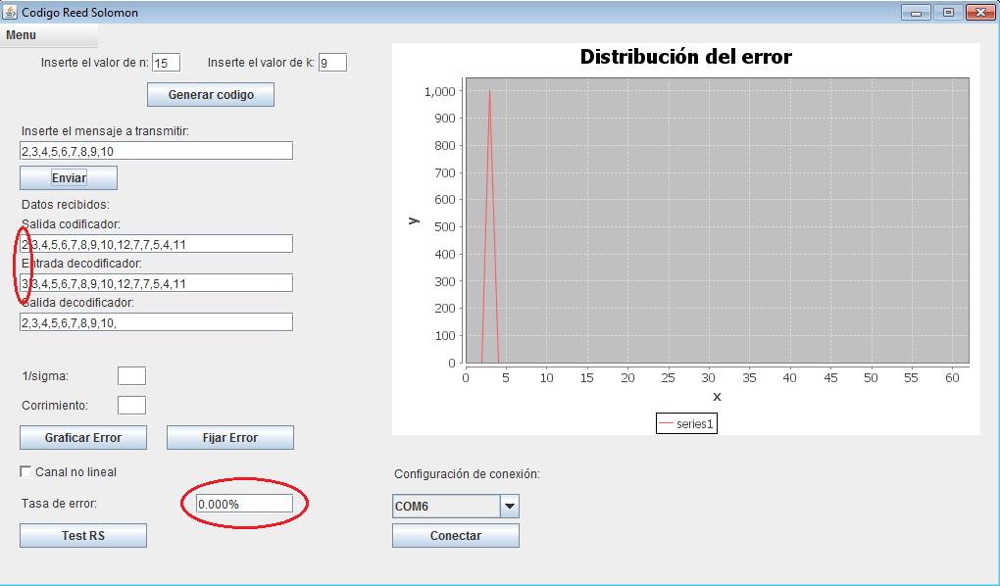 Codigo Reed Solomon
Menu
Inserte el valor de n: 15 Inserte el valor de k: 9
Generar codigo
Inserte el mensaje a transmitir:
2,3,4,5,6,7,8,9,10
Enviar
Datos recibidos:
Salida codificador:
2,3,4,5,6,7,8,9,10,12,7,7,5,4,11
Entrada decodificador:
3,3,4,5,6,7,8,9,10,12,7,7,5,4,11
Salida decodificador:
2,3,4,5,6,7,8,9,10,
1/sigma:
Corrimiento:
Graficar Error Fijar Error
Canal no lineal
Tasa de error: 0.000%
Test RS
Distribución del error
1,000
900
800
700
600
500
400
300
200
100
0
y
0 5 10 15 20 25 30 35 40 45 50 55 60
x
series1
Configuración de conexión:
COM6
Conectar